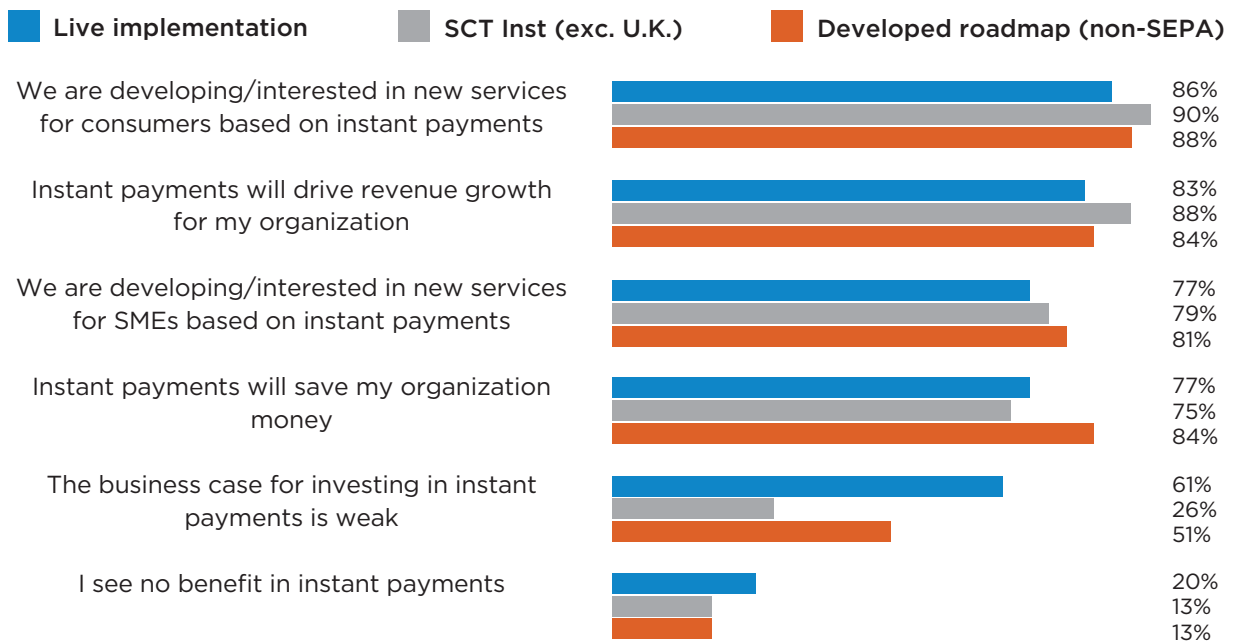 Live implementation
SCT Inst (exc. U.K.)
Developed roadmap (non-SEPA)
We are developing/interested in new services
for consumers based on instant payments
86%
90%
88%
Instant payments will drive revenue growth
for my organization
83%
88%
84%
We are developing/interested in new services
for SMEs based on instant payments
77%
79%
81%
Instant payments will save my organization
money
77%
75%
84%
The business case for investing in instant
payments is weak
61%
26%
51%
I see no benefit in instant payments
20%
13%
13%